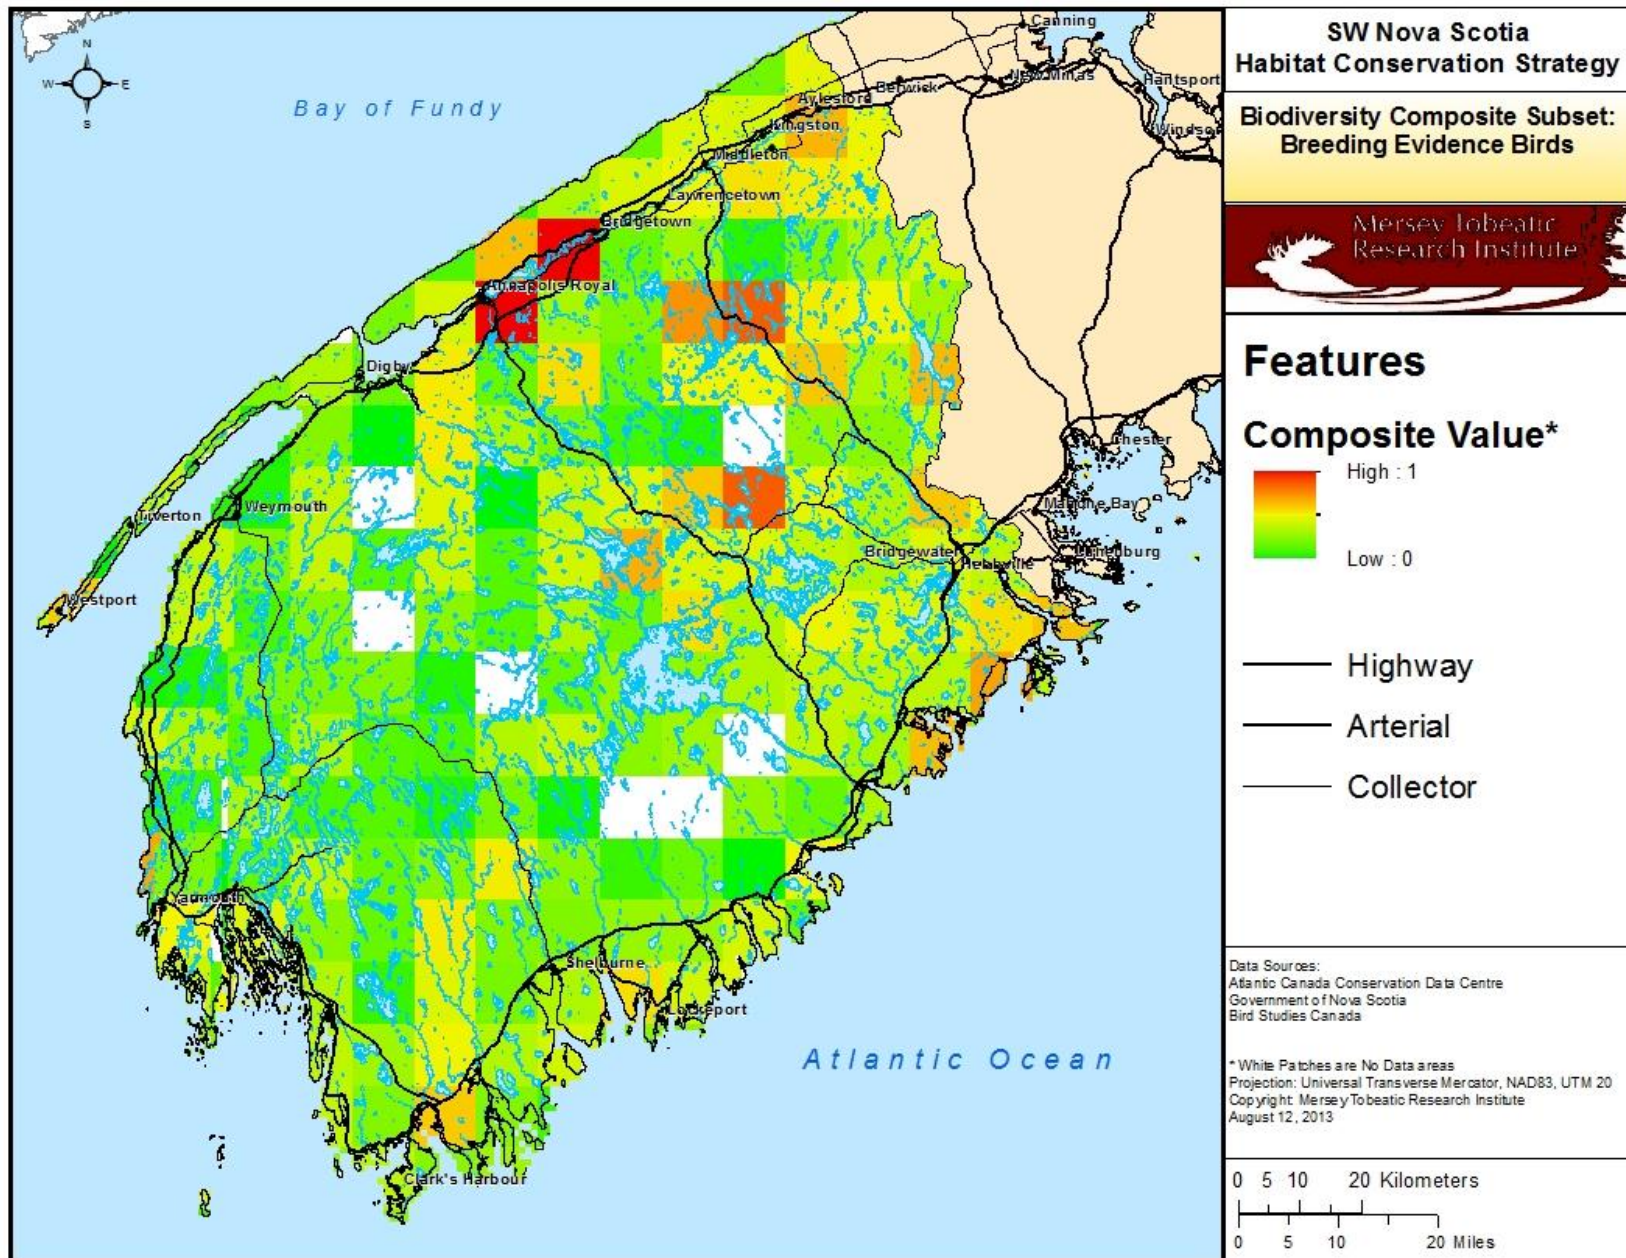 SW Nova Scotia
Habitat Conservation Strategy
Biodiversity Composite Subset:
Breeding Evidence Birds
Mersey Tobeatic
Research Institute
Features
Composite Value*
High : 1
Low : 0
Highway
Arterial
Collector
Data Sources:
Atlantic Canada Conservation Data Centre
Government of Nova Scotia
Bird Studies Canada
* White Patches are No Data areas
Projection: Universal Transverse Mercator, NAD83, UTM 20
Copyright: Mersey Tobeatic Research Institute
August 12, 2013
0 5 10 20 Kilometers
0 5 10 20 Miles
N
W E
S
Bay of Fundy
Canning
New Minas
Hantsport
Berwick
Aylesford
Kingston
Windsor
Middleton
Lawrencetown
Bridgetown
Annapolis Royal
Digby
Chester
Weymouth
Tiverton
Mahone Bay
Bridgewater
Lunenburg
Hebbville
Westport
Yarmouth
Shelburne
Lockeport
Atlantic Ocean
Clark's Harbour